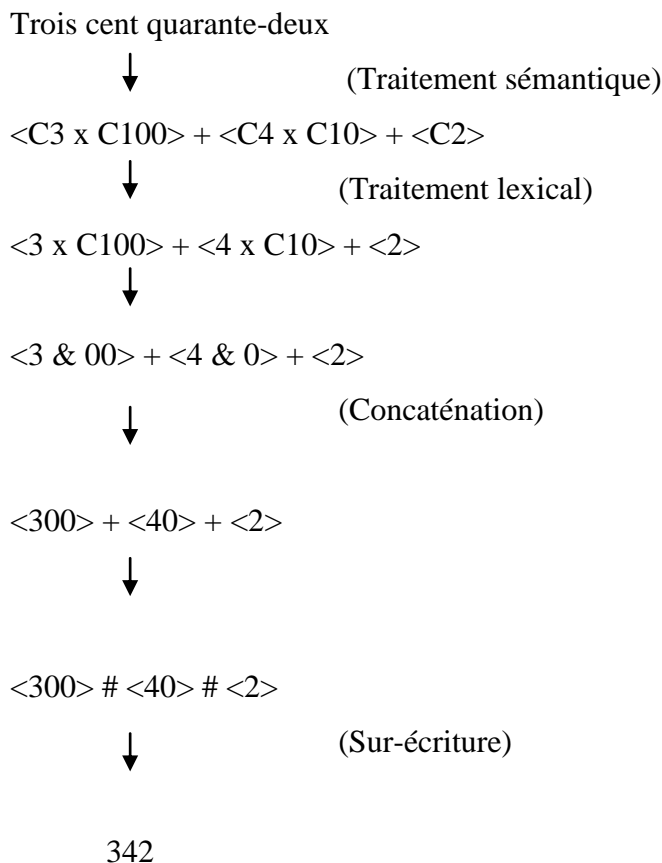 Trois cent quarante-deux
(Traitement sémantique)
<C3 x C100> + <C4 x C10> + <C2>
(Traitement lexical)
<3 x C100> + <4 x C10> + <2>
<3 & 00> + <4 & 0> + <2>
(Concaténation)
<300> + <40> + <2>
<300> # <40> # <2>
(Sur-écriture)
342